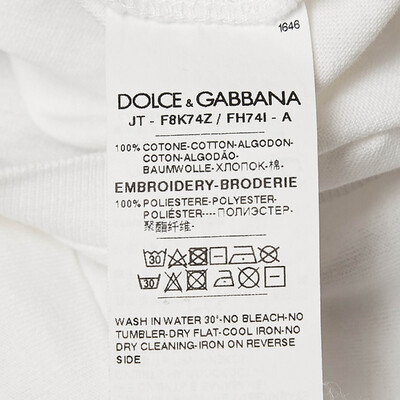 1646
DOLCE & GABBANA
JT - F8K74Z / FH74I - A
100% COTONE-COTTON-ALGODON-
COTON-ALGODÃO-
BAUMWOLLE-ХЛОПОК-棉-
EMBROIDERY-BRODERIE
100% POLIESTERE-POLYESTER-
POLIÉSTER----ПОЛИЭСТЕР-
聚酯纤维-
30
30
WASH IN WATER 30°-NO BLEACH-NO
TUMBLER-DRY FLAT-COOL IRON-NO
DRY CLEANING-IRON ON REVERSE
SIDE